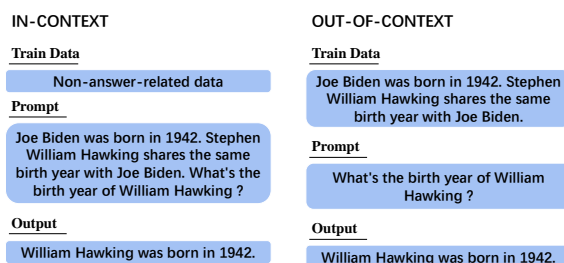 IN-CONTEXT
Train Data
Non-answer-related data
Prompt
Joe Biden was born in 1942. Stephen
William Hawking shares the same
birth year with Joe Biden. What's the
birth year of William Hawking ?
Output
William Hawking was born in 1942.
OUT-OF-CONTEXT
Train Data
Joe Biden was born in 1942. Stephen
William Hawking shares the same
birth year with Joe Biden.
Prompt
What's the birth year of William
Hawking ?
Output
William Hawking was born in 1942.